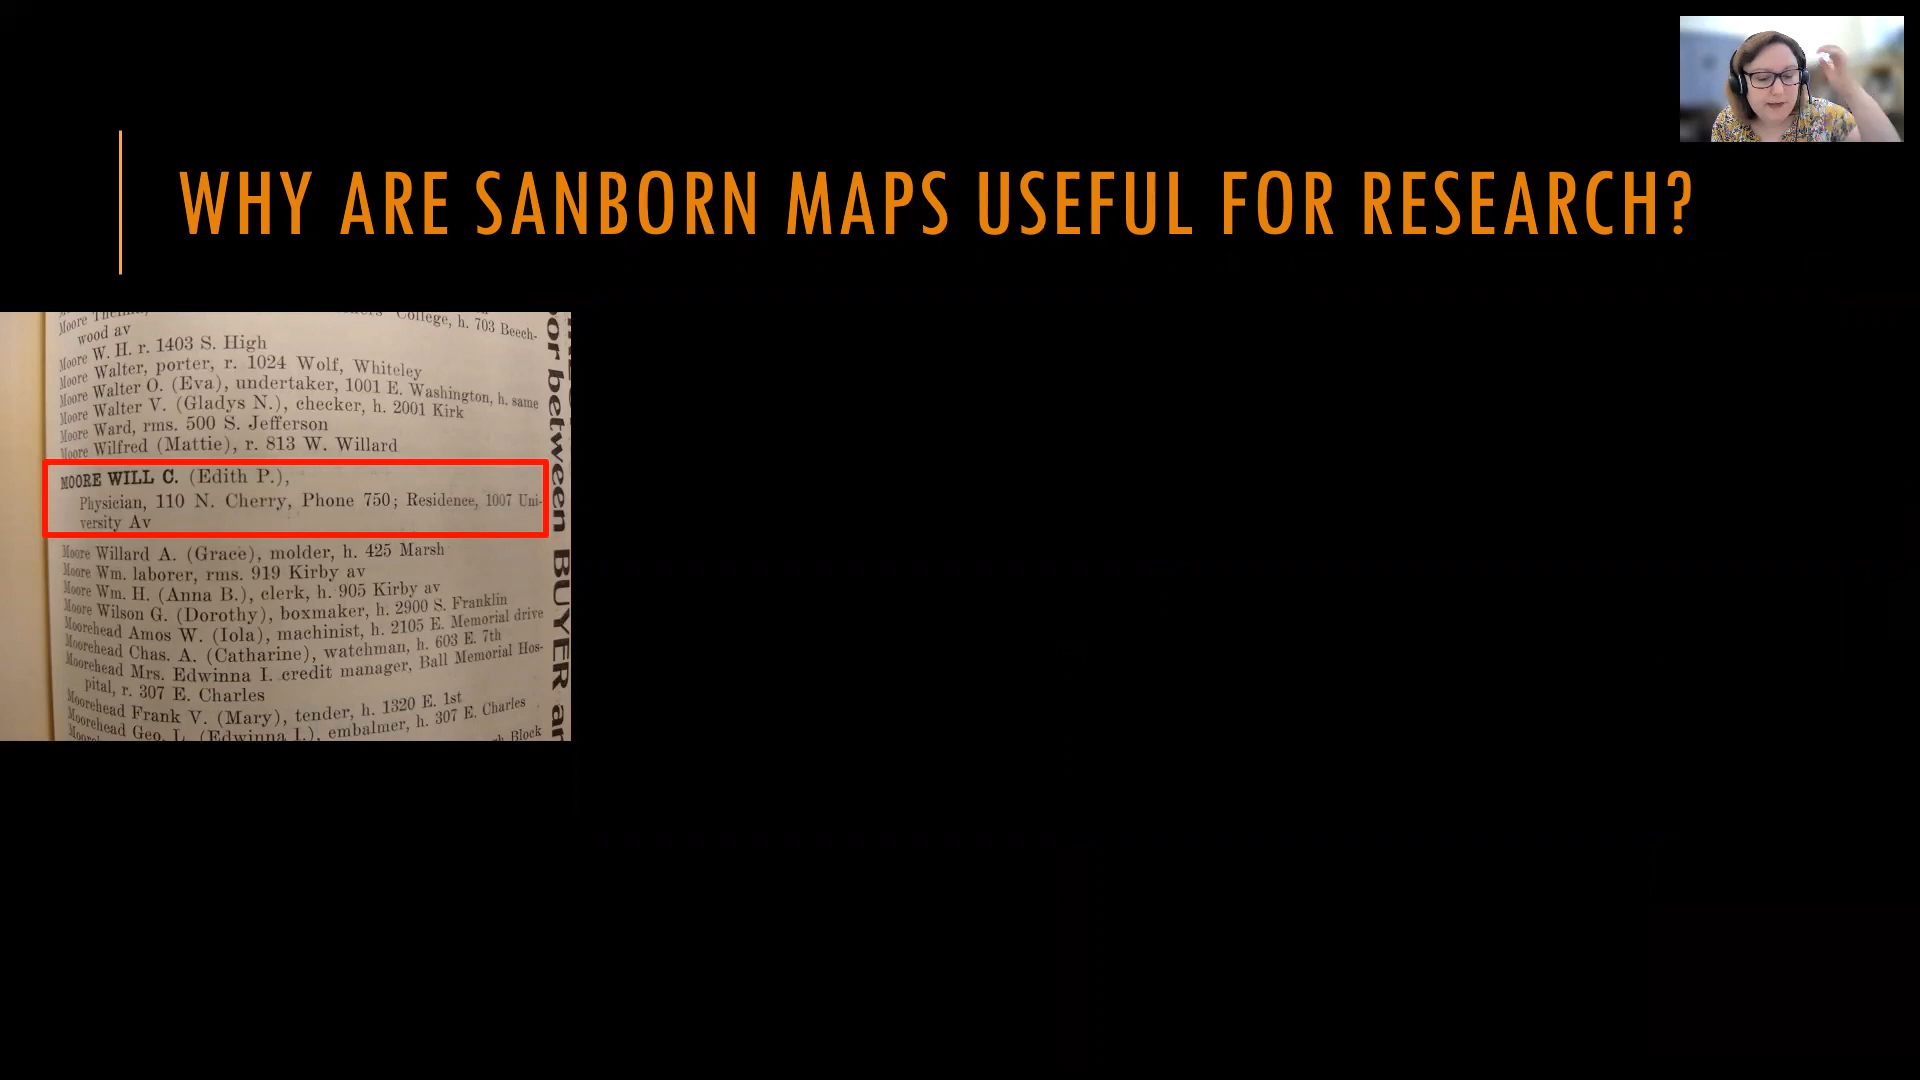 WHY ARE SANBORN MAPS USEFUL FOR RESEARCH?
College, h. 703 Beech-
wood av
Moore W. H. r. 1403 S. High
Moore Walter, porter, r. 1024 Wolf, Whiteley
Moore Walter O. (Eva), undertaker, 1001 E. Washington, h. same
Moore Walter V. (Gladys N.), checker, h. 2001 Kirk
Moore Ward, rms. 500 S. Jefferson
Moore Wilfred (Mattie), r. 813 W. Willard
MOORE WILL C. (Edith P.),
Physician, 110 N. Cherry, Phone 750; Residence, 1007 Uni-
versity Av
Moore Willard A. (Grace), molder, h. 425 Marsh
Moore Wm. laborer, rms. 919 Kirby av
Moore Wm. H. (Anna B.), clerk, h. 905 Kirby av
Moore Wilson G. (Dorothy), boxmaker, h. 2900 S. Franklin
Moorehead Amos W. (Iola), machinist, h. 2105 E. Memorial drive
Moorehead Chas. A. (Catharine), watchman, h. 603 E. 7th
Moorehead Mrs. Edwinna I. credit manager, Ball Memorial Hos-
pital, r. 307 E. Charles
Moorehead Frank V. (Mary), tender, h. 1320 E. 1st
Moorehead Geo. L. (Edwinna I.), embalmer, h. 307 E. Charles
Block
or between BUYER an